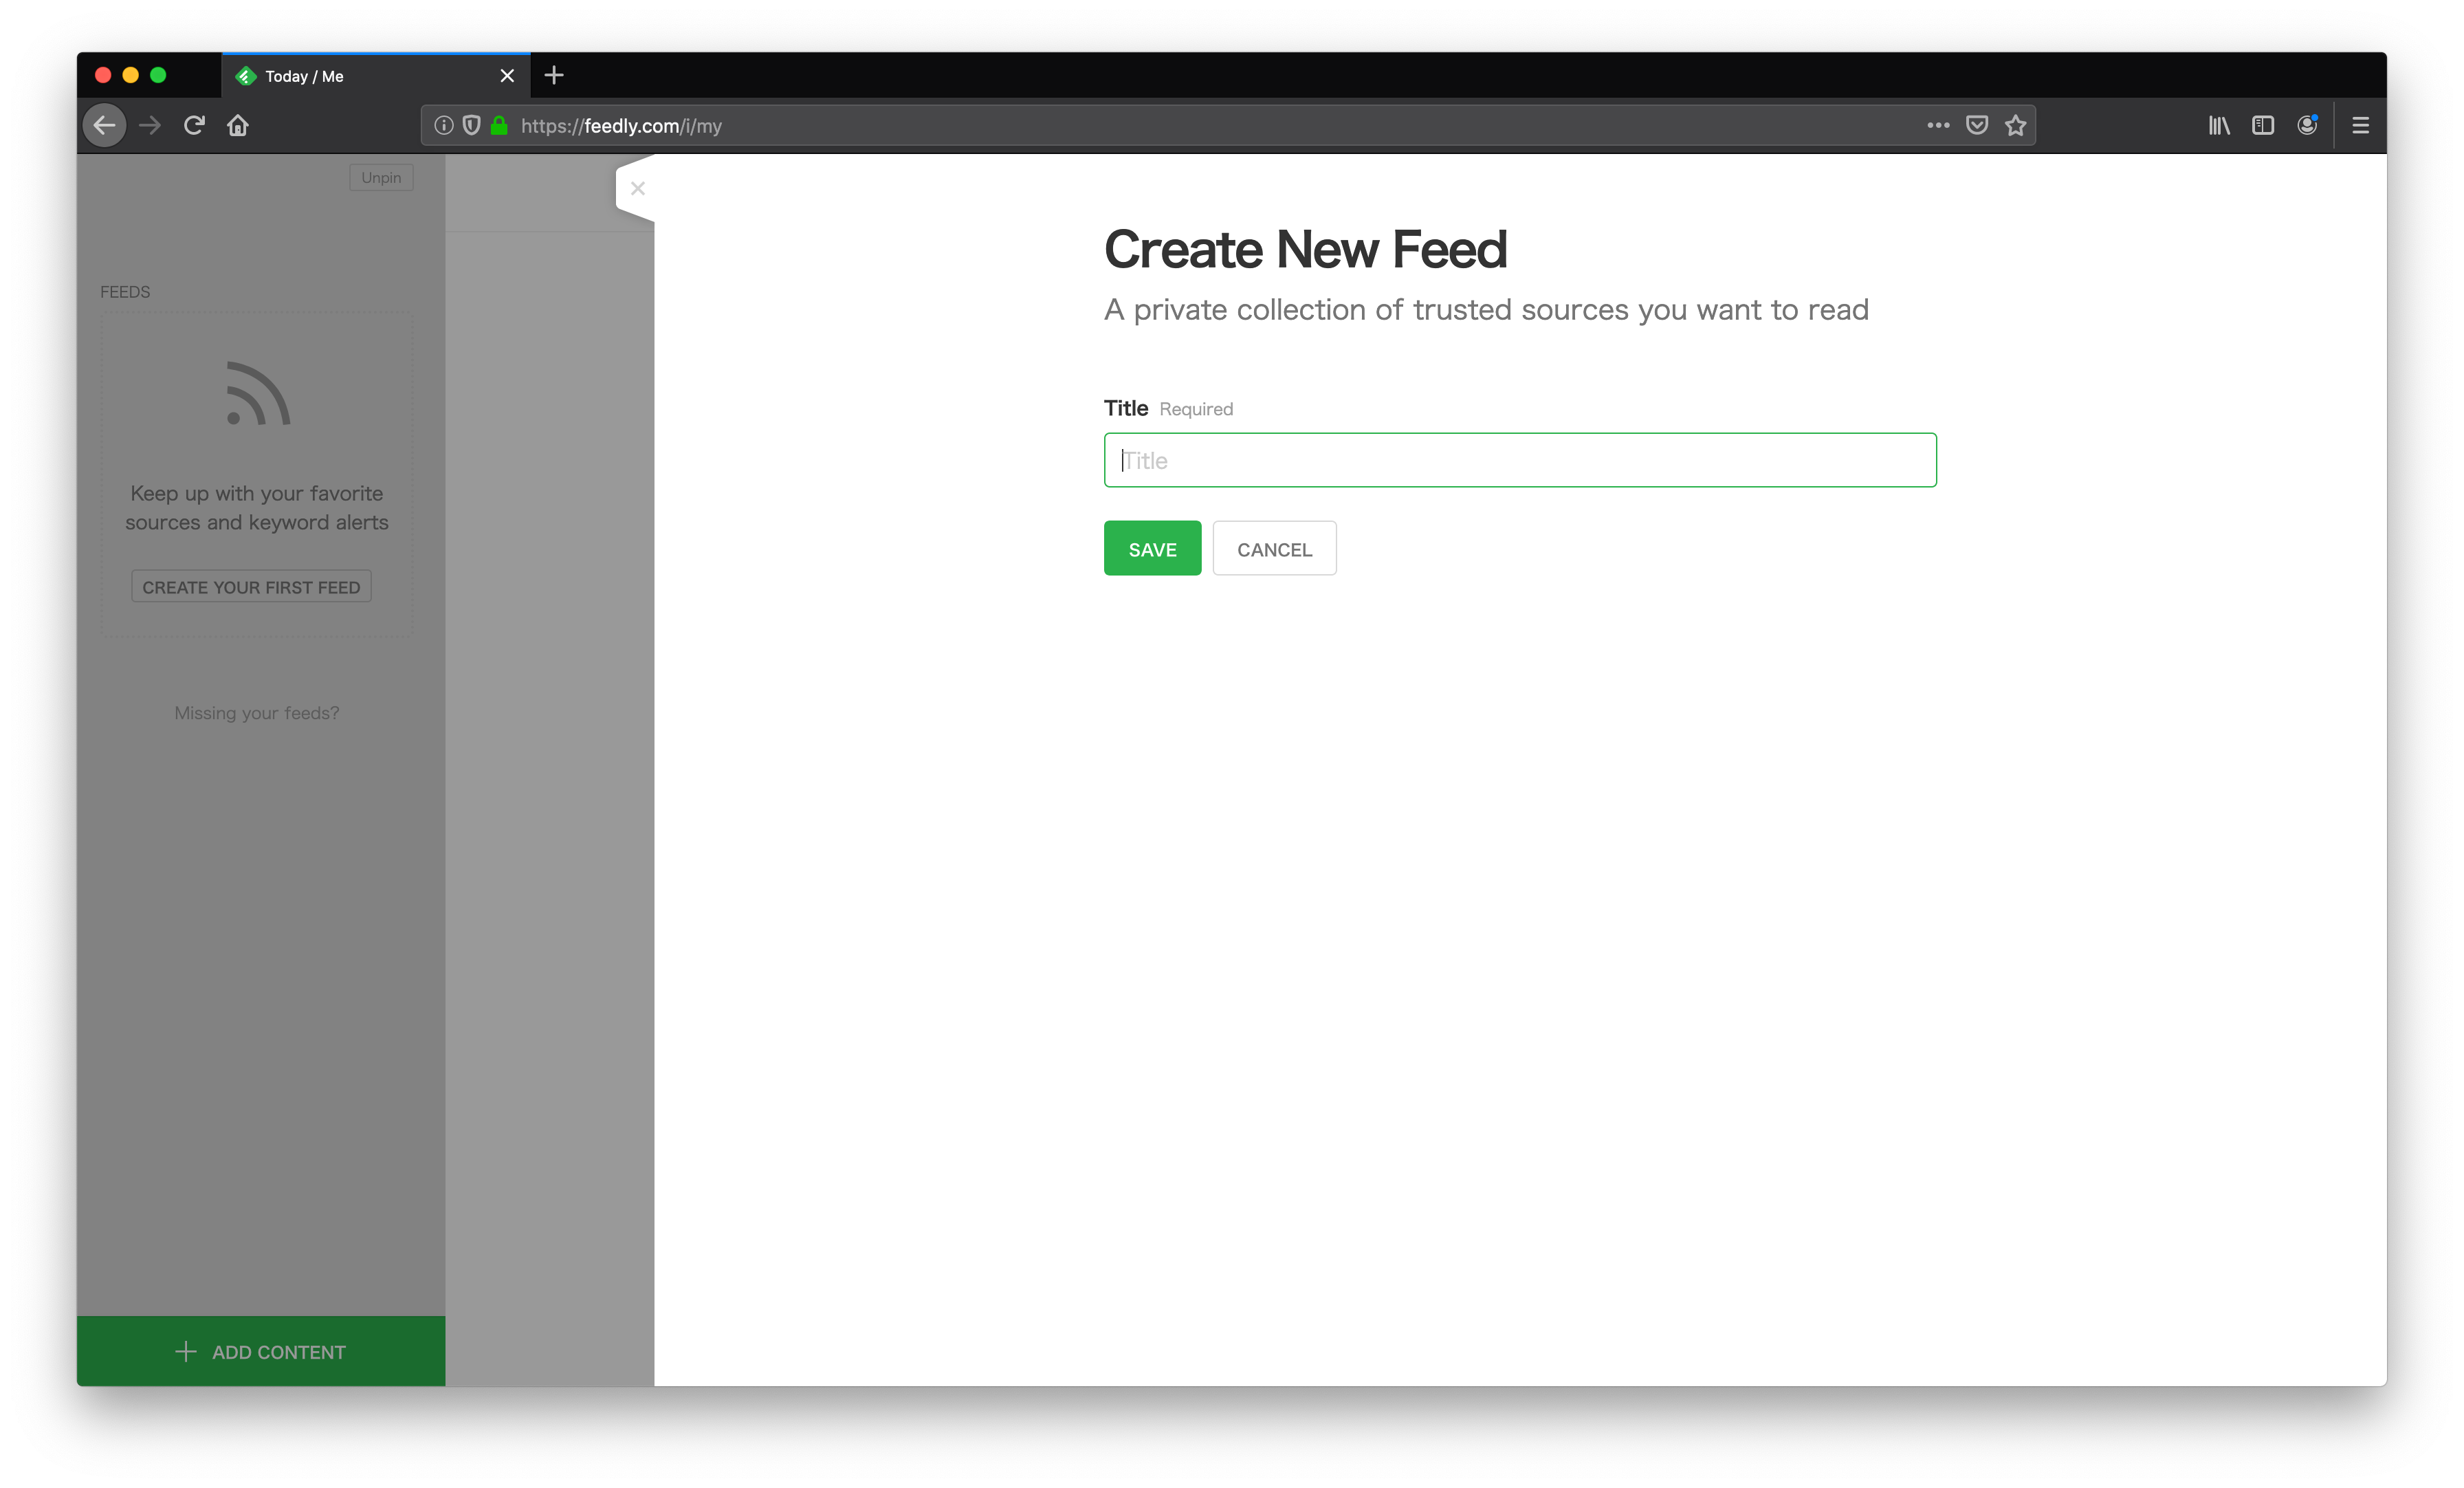 Today / Me
https://feedly.com/i/my
Unpin
FEEDS
Keep up with your favorite
sources and keyword alerts
CREATE YOUR FIRST FEED
Missing your feeds?
ADD CONTENT
Create New Feed
A private collection of trusted sources you want to read
Title Required
Title
SAVE CANCEL